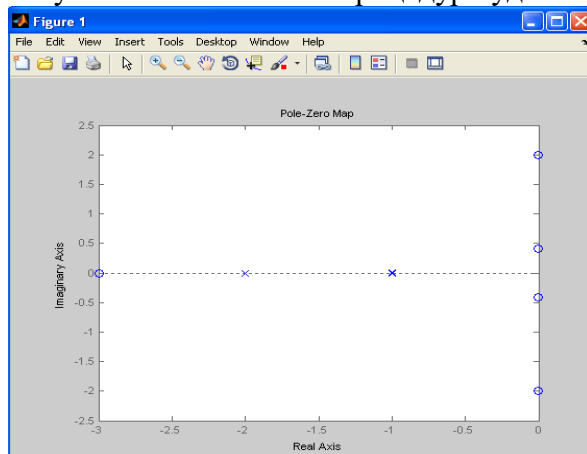 Figure 1
File Edit View Insert Tools Desktop Window Help
Pole-Zero Map
2.5
2
1.5
1
0.5
0
-0.5
-1
-1.5
-2
-2.5
Imaginary Axis
-3 -2.5 -2 -1.5 -1 -0.5 0
Real Axis